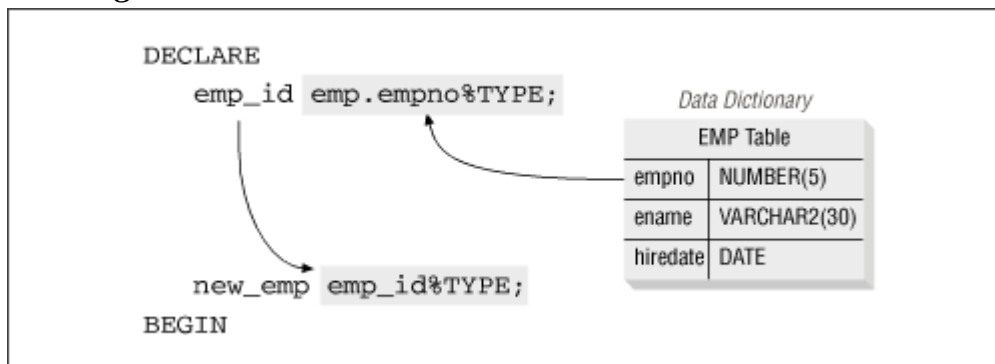 DECLARE
emp_id emp.empno%TYPE;
Data Dictionary
EMP Table
empno NUMBER(5)
ename VARCHAR2(30)
hiredate DATE
new_emp emp_id%TYPE;
BEGIN